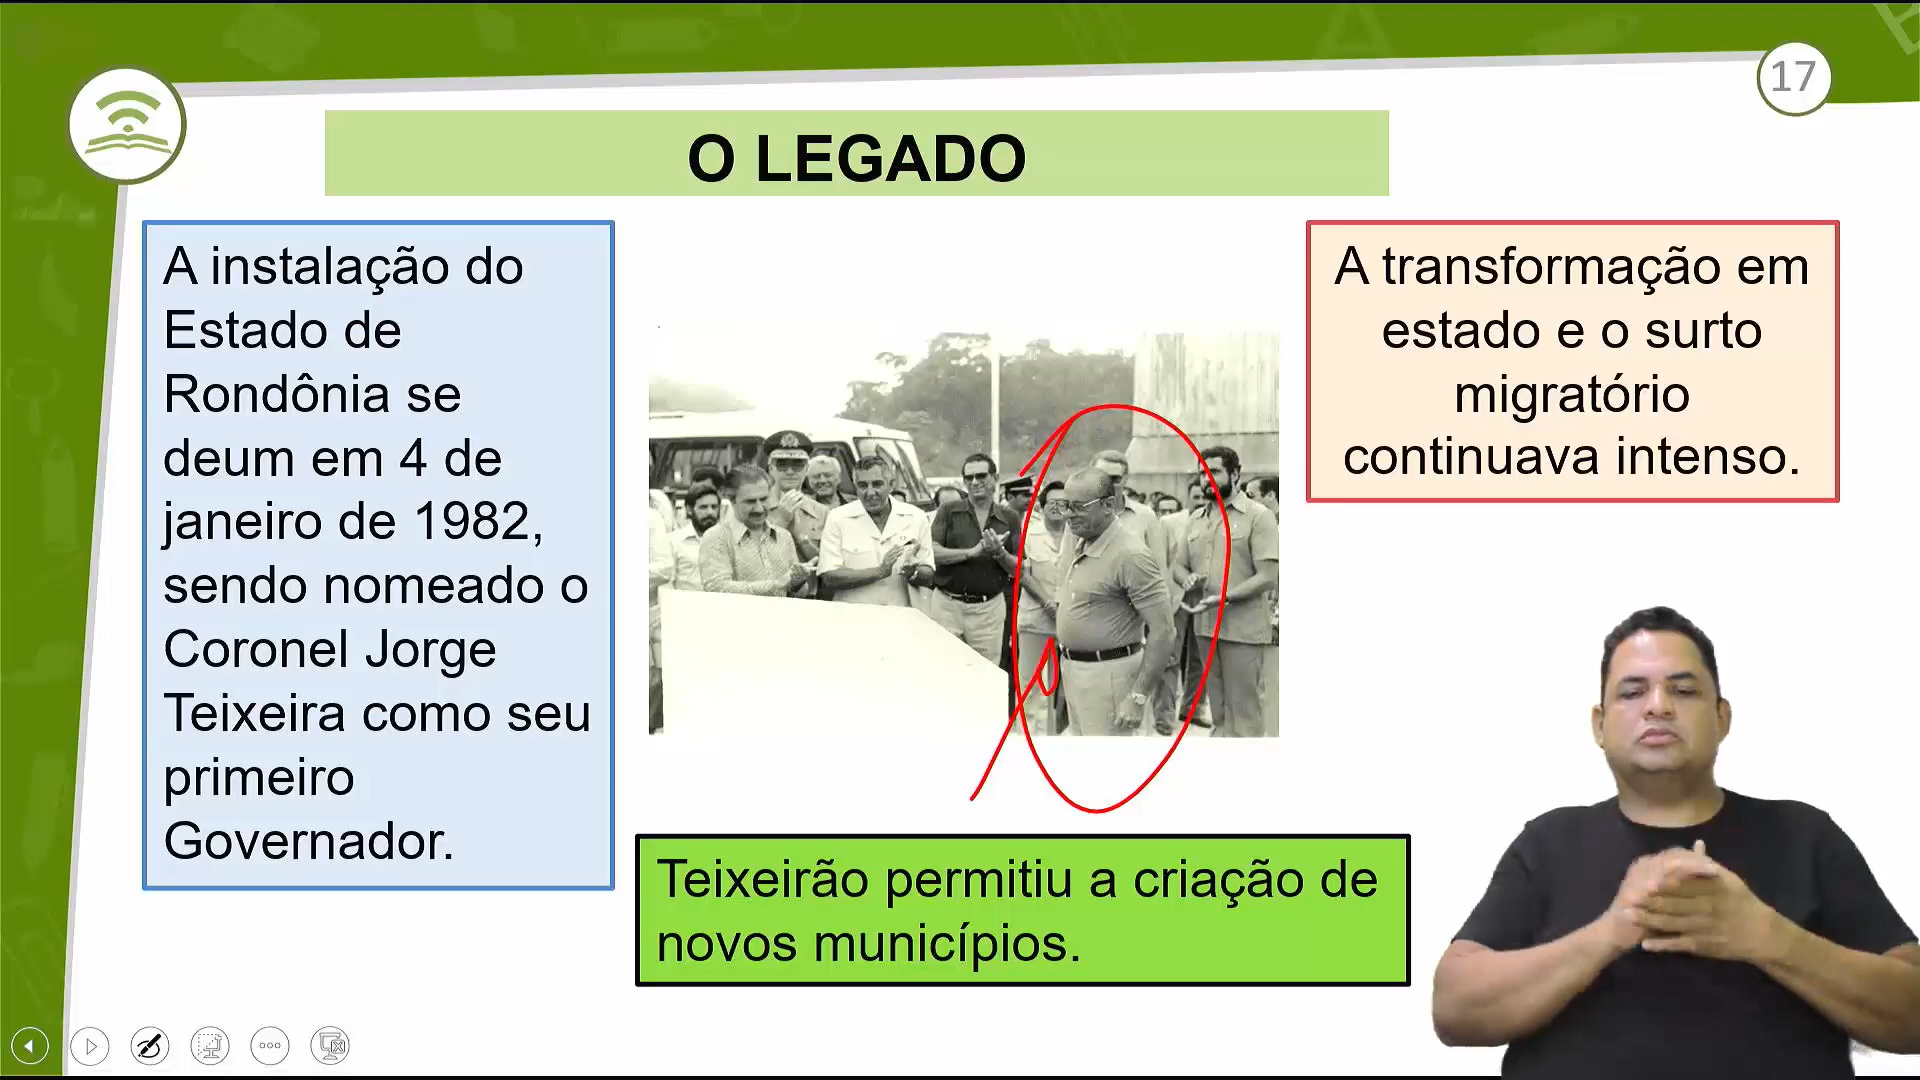 17
O LEGADO
A instalação do
Estado de
Rondônia se
deum em 4 de
janeiro de 1982,
sendo nomeado o
Coronel Jorge
Teixeira como seu
primeiro
Governador.
A transformação em
estado e o surto
migratório
continuava intenso.
Teixeirão permitiu a criação de
novos municípios.